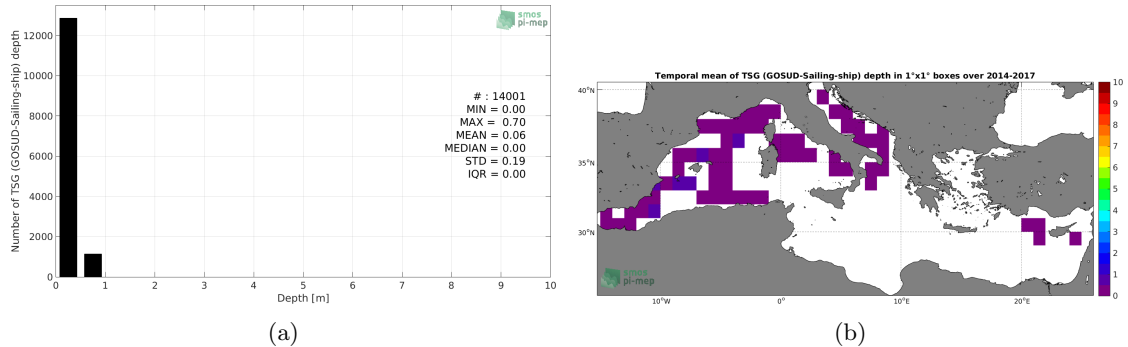 smos
pi-mep
12000
10000
8000
6000
4000
2000
0
Number of TSG (GOSUD-Sailing-ship) depth
# : 14001
MIN = 0.00
MAX = 0.70
MEAN = 0.06
MEDIAN = 0.00
STD = 0.19
IQR = 0.00
0 1 2 3 4 5 6 7 8 9 10
Depth [m]
(a)
Temporal mean of TSG (GOSUD-Sailing-ship) depth in 1°x1° boxes over 2014-2017
40°N
35°N
30°N
10°W 0° 10°E 20°E
10
9
8
7
6
5
4
3
2
1
0
smos
pi-mep
(b)